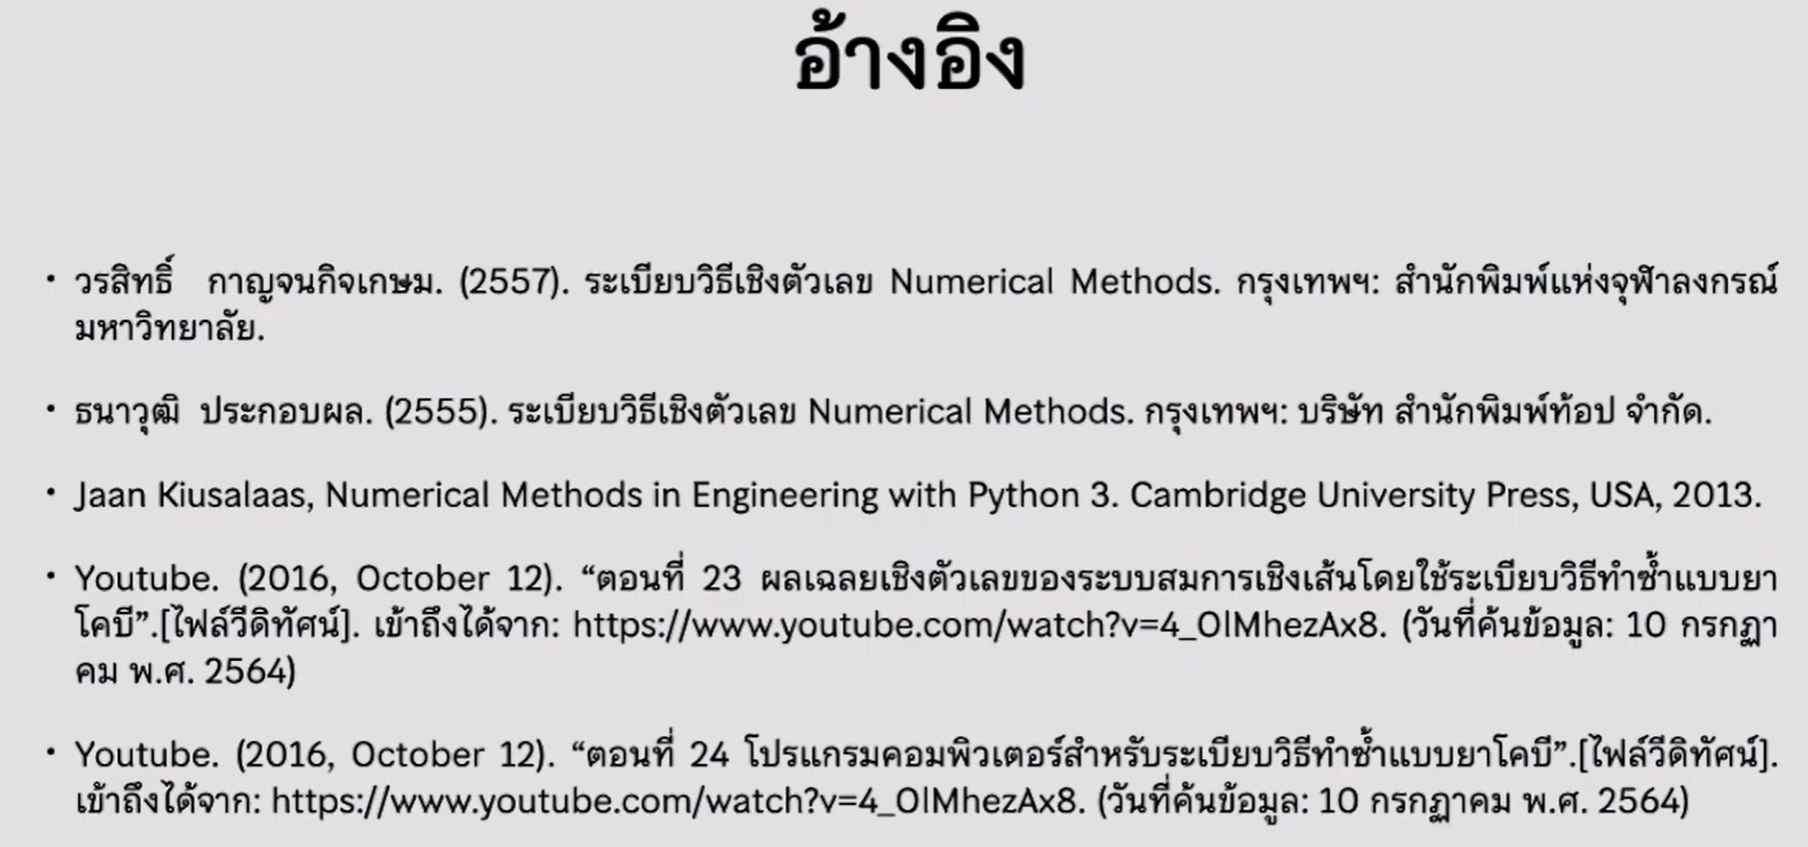 อ้างอิง
• วรสิทธิ์ กาญจนกิจเกษม. (2557). ระเบียบวิธีเชิงตัวเลข Numerical Methods. กรุงเทพฯ: สำนักพิมพ์แห่งจุฬาลงกรณ์
มหาวิทยาลัย.
• ธนาวุฒิ ประกอบผล. (2555). ระเบียบวิธีเชิงตัวเลข Numerical Methods. กรุงเทพฯ: บริษัท สำนักพิมพ์ท้อป จำกัด.
• Jaan Kiusalaas, Numerical Methods in Engineering with Python 3. Cambridge University Press, USA, 2013.
• Youtube. (2016, October 12). “ตอนที่ 23 ผลเฉลยเชิงตัวเลขของระบบสมการเชิงเส้นโดยใช้ระเบียบวิธีทำซ้ำแบบยา
โคบี”.[ไฟล์วีดิทัศน์]. เข้าถึงได้จาก: https://www.youtube.com/watch?v=4_OlMhezAx8. (วันที่ค้นข้อมูล: 10 กรกฏา
คม พ.ศ. 2564)
• Youtube. (2016, October 12). “ตอนที่ 24 โปรแกรมคอมพิวเตอร์สำหรับระเบียบวิธีทำซ้ำแบบยาโคบี”.[ไฟล์วีดิทัศน์].
เข้าถึงได้จาก: https://www.youtube.com/watch?v=4_OlMhezAx8. (วันที่ค้นข้อมูล: 10 กรกฏาคม พ.ศ. 2564)